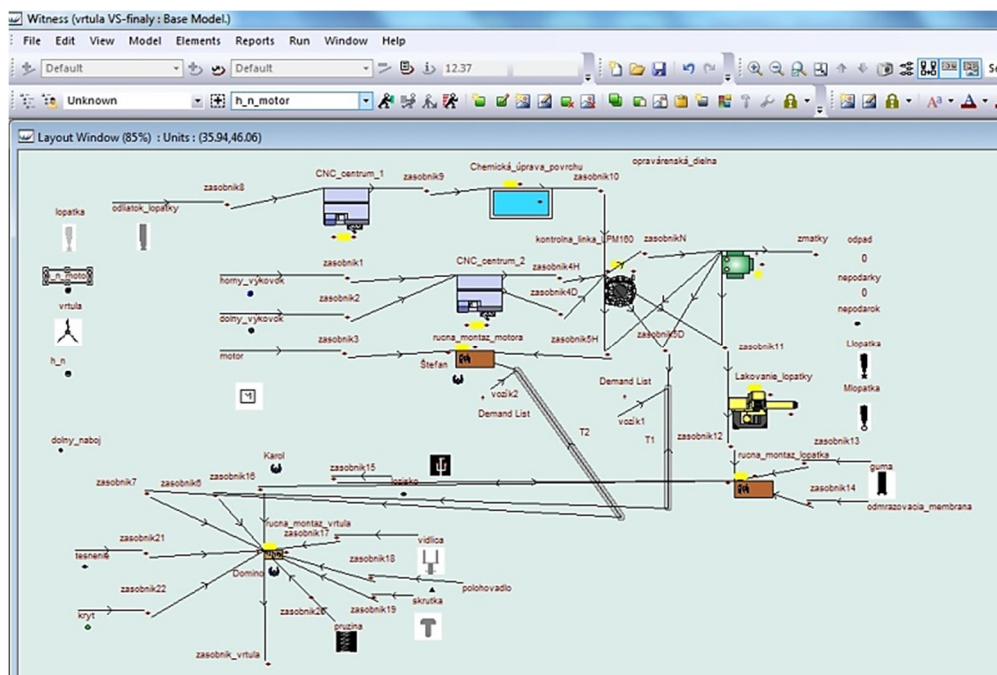 Witness (vrtula VS-finaly : Base Model.)
File Edit View Model Elements Reports Run Window Help
Default Default 12.37
Unknown h_n_motor
Layout Window (85%) : Units : (35.94,46.06)
opravárenská_dielna
CNC_centrum_1 zasobnik9 Chemická_úprava_povrchu zasobnik10
zasobnik8
lopatka odliatok_lopatky
kontrolna_linka_ PM160 zasobnikN zmatky odpad
0
zasobnik1 CNC_centrum_2 zasobnik4H
horny_výkovok zasobnik4D nepodarky
0
vrtula zasobnik2
dolny_výkovok nepodarok
zasobnik3 rucna_montaz_motora zasobnik5H zasobnik5D zasobnik11
motor Llopatka
h_n Štefan Demand List Lakovanie_lopatky
vozík2 Mlopatka
Demand List vozík1
T2 T1
dolny_naboj
Karol zasobnik12 zasobnik13
zasobnik7 zasobnik6 zasobnik16 zasobnik15 rucna_montaz_lopatka
lozisko guma
zasobnik14
odmrazovacia_membrana
rucna_montaz_vrtula
zasobnik21 zasobnik17 vidlica
tesnenie zasobnik18
Domino
zasobnik22 polohovadlo
kryt zasobnik19 skrutka
pruzina
zasobnik_vrtula